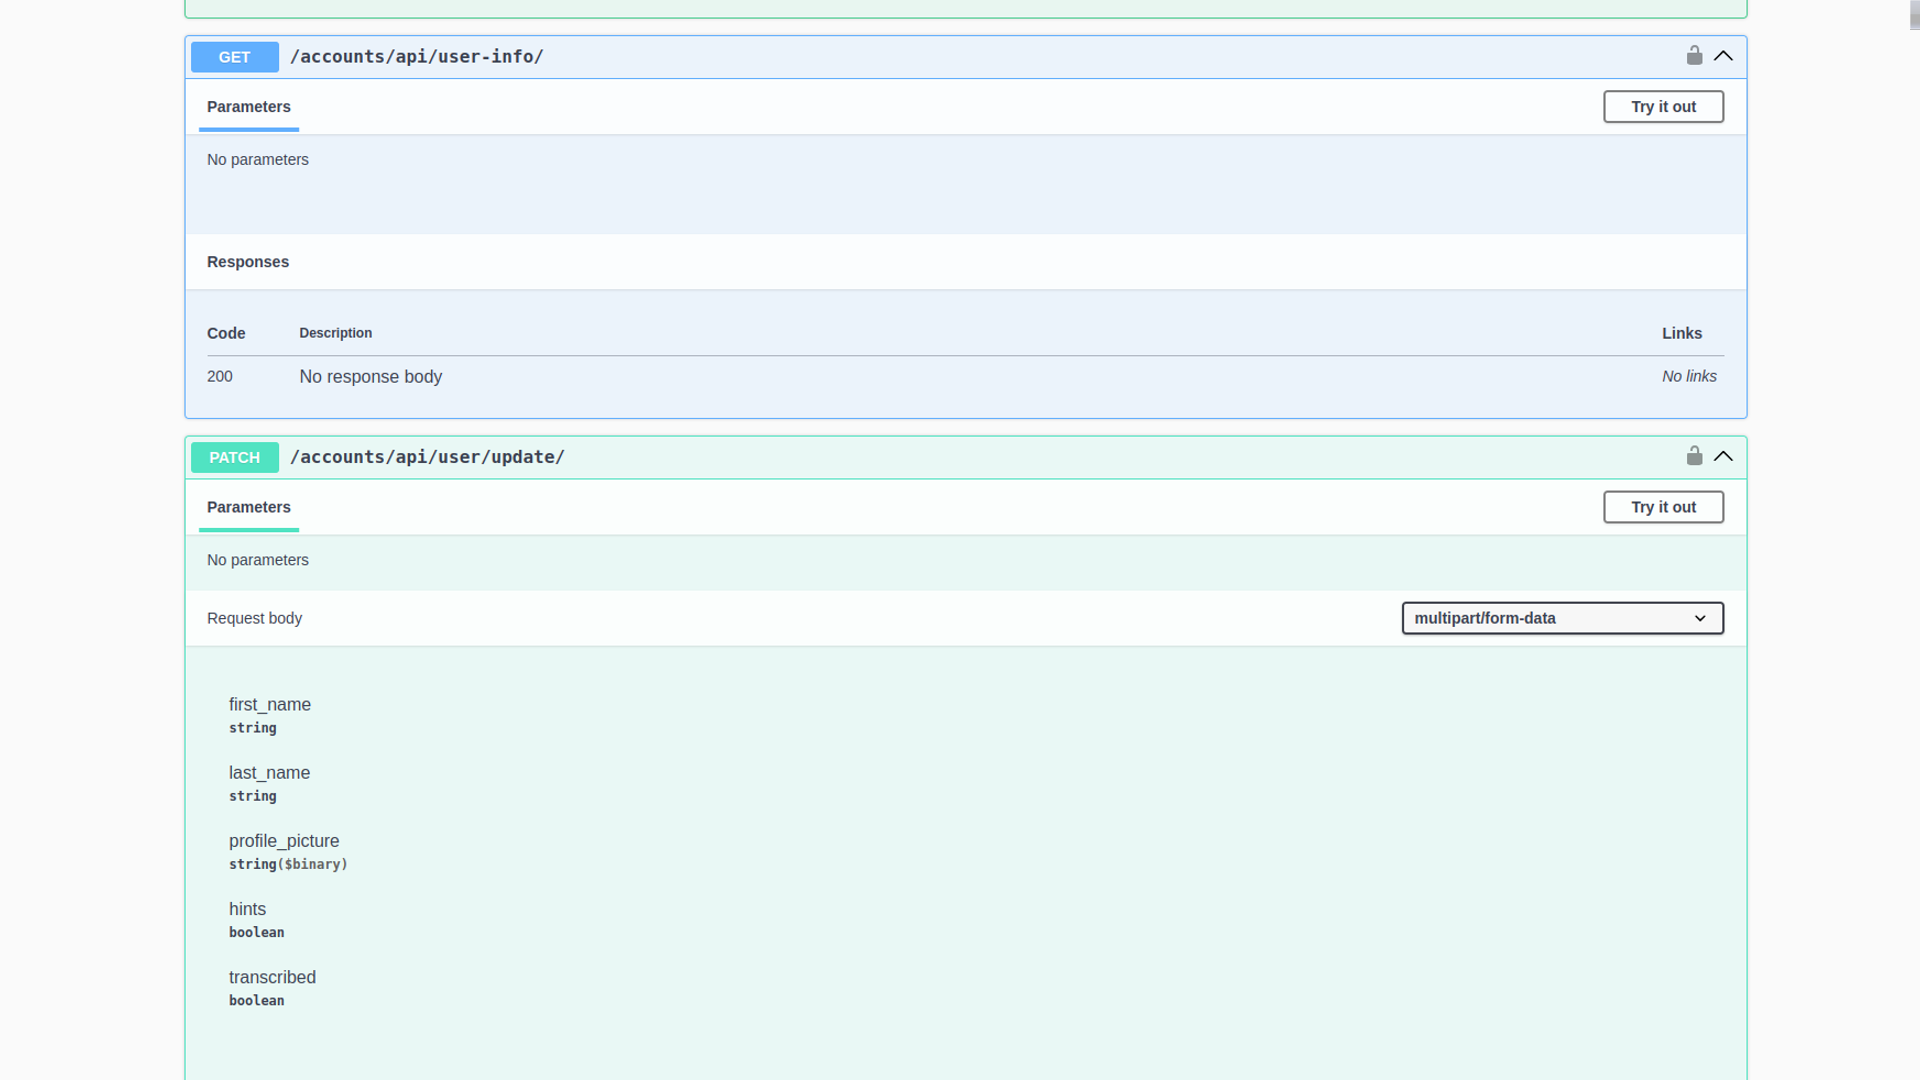 GET /accounts/api/user-info/
Parameters Try it out
No parameters
Responses
Code Description Links
200 No response body No links
PATCH /accounts/api/user/update/
Parameters Try it out
No parameters
Request body multipart/form-data
first_name
string
last_name
string
profile_picture
string($binary)
hints
boolean
transcribed
boolean